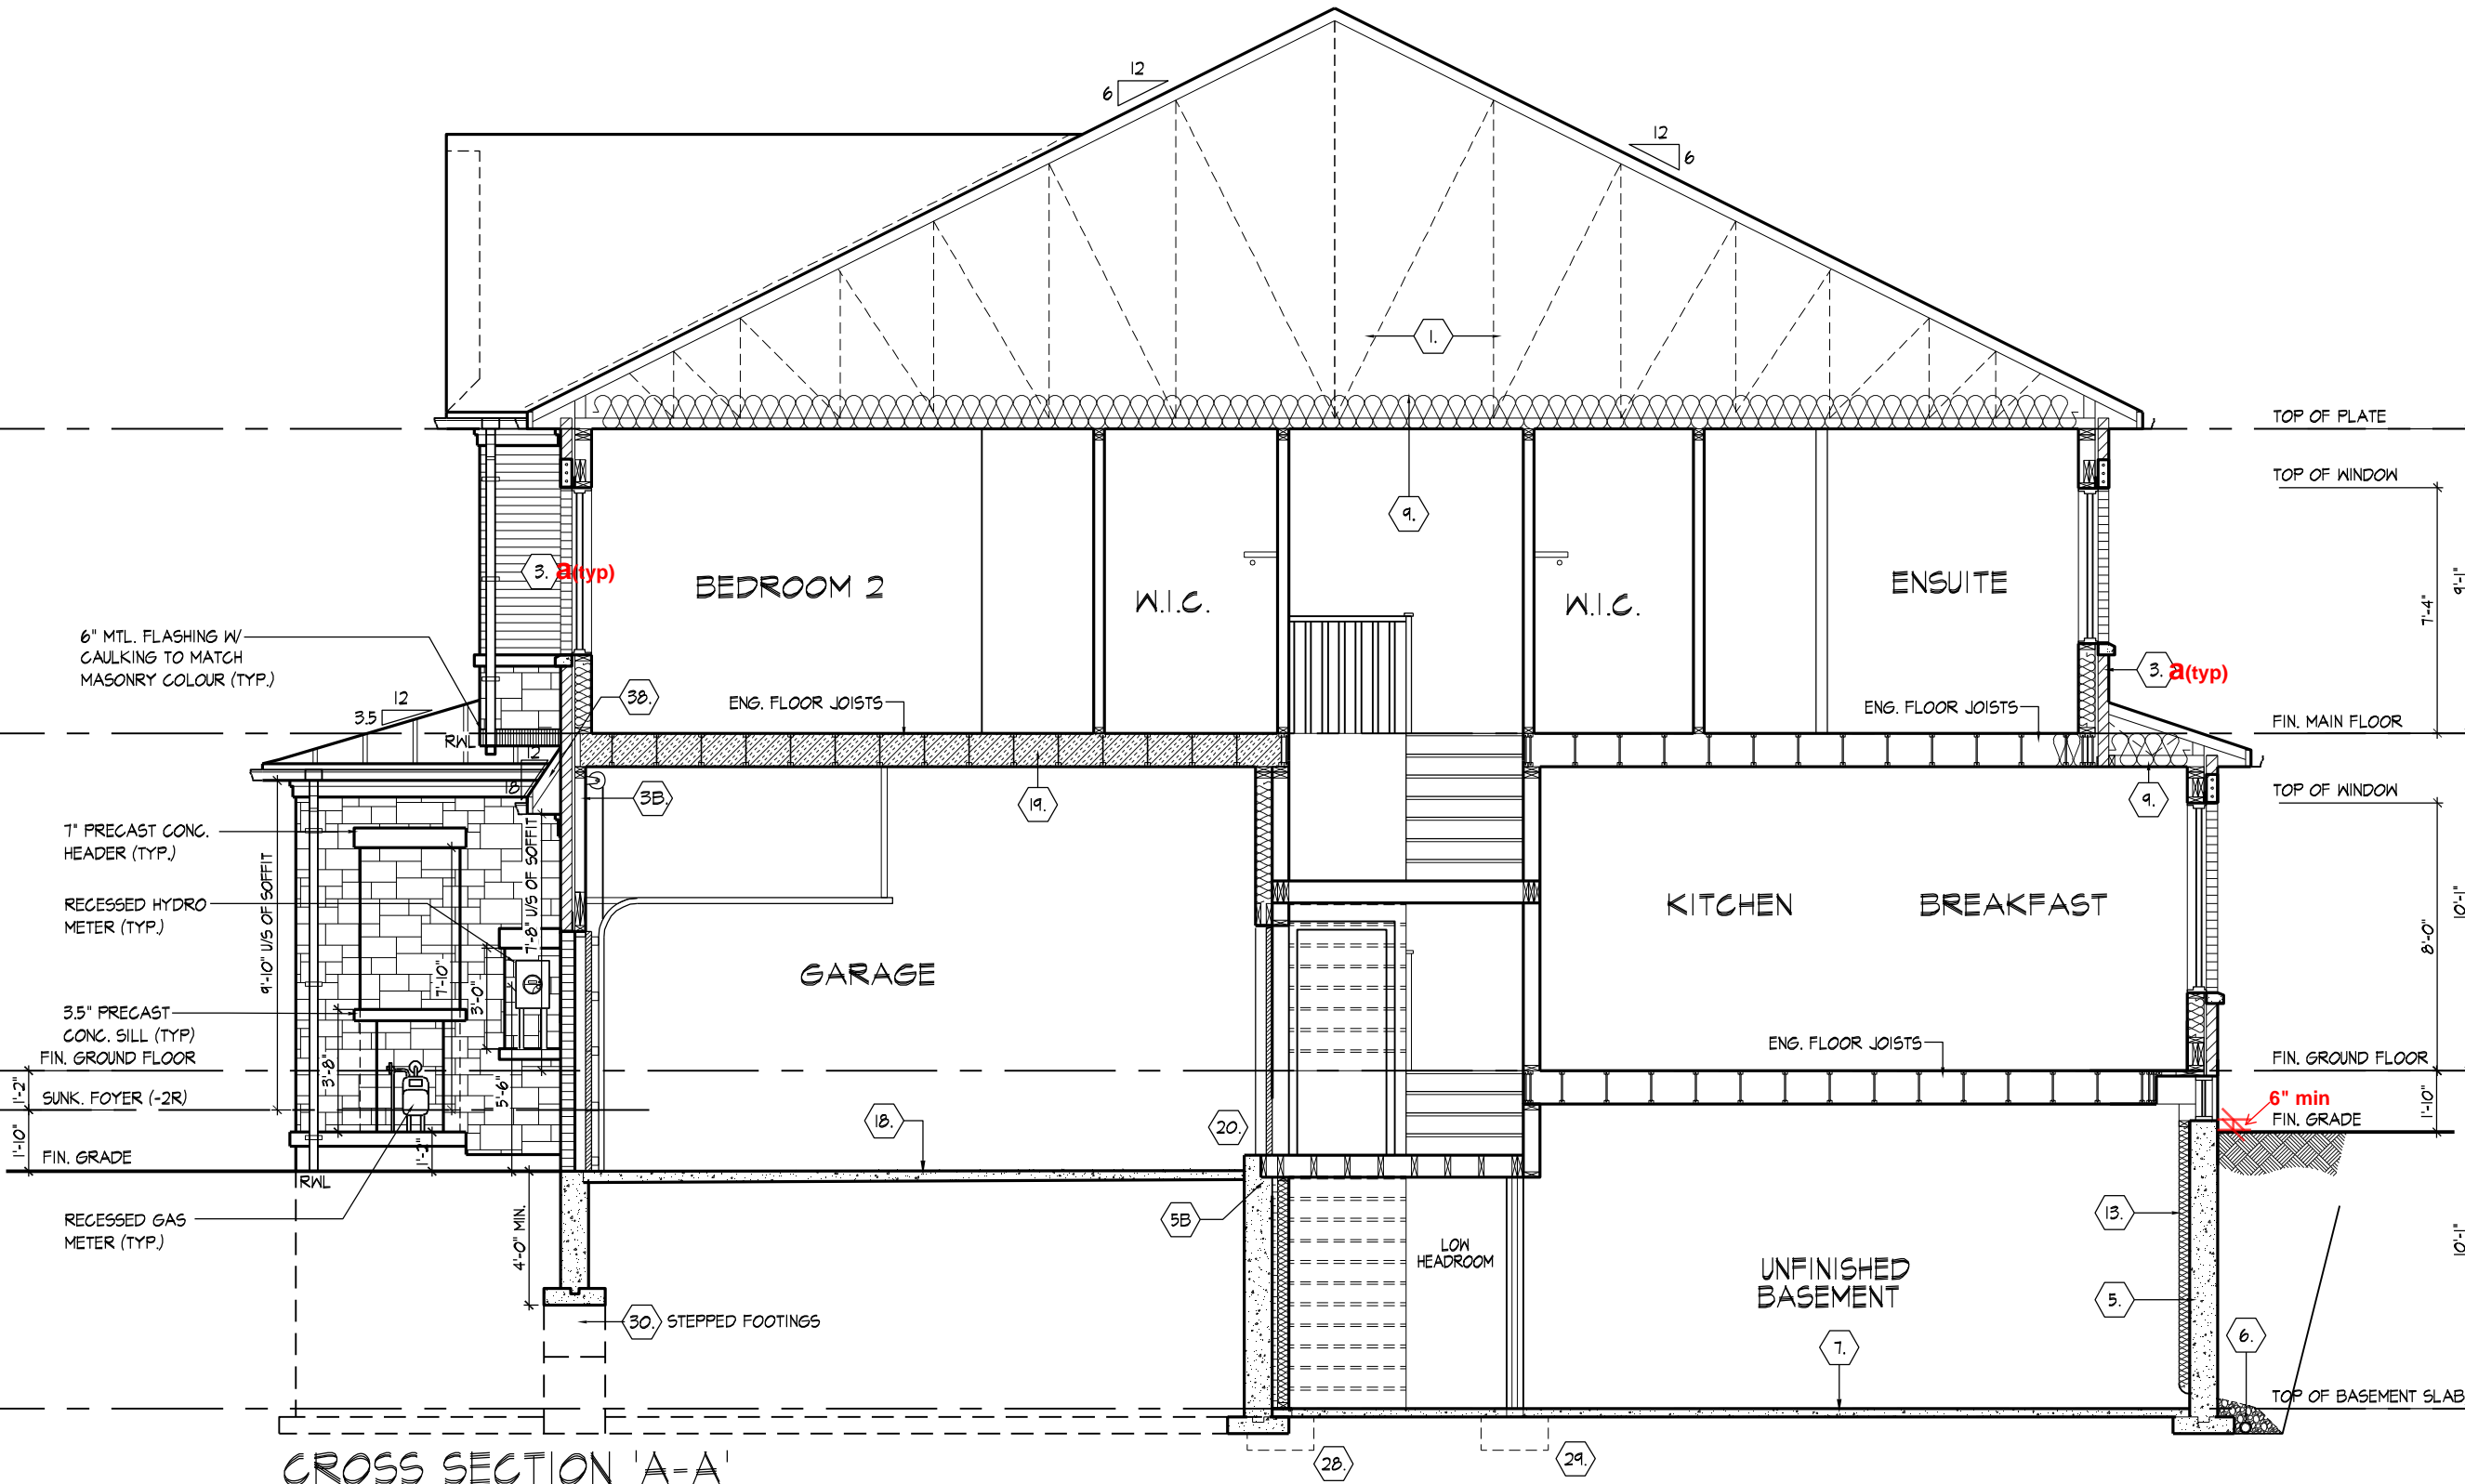 12
6
12
6
1.
TOP OF PLATE
TOP OF WINDOW
9.
3. a(typ)
BEDROOM 2
W.I.C.
W.I.C.
ENSUITE
9'-1"
7'-4"
6" MTL. FLASHING W/
CAULKING TO MATCH
MASONRY COLOUR (TYP.)
3. a(typ)
38.
12
3.5
ENG. FLOOR JOISTS
ENG. FLOOR JOISTS
FIN. MAIN FLOOR
RWL
12
18
3B.
19.
9.
TOP OF WINDOW
7" PRECAST CONC.
HEADER (TYP.)
9'-10" U/S OF SOFFIT
7'-8" U/S OF SOFFIT
RECESSED HYDRO
METER (TYP.)
KITCHEN
BREAKFAST
10'-1"
8'-0"
GARAGE
7'-10"
3'-0"
3.5" PRECAST
CONC. SILL (TYP)
FIN. GROUND FLOOR
ENG. FLOOR JOISTS
FIN. GROUND FLOOR
3'-8"
5'-6"
1'-2"
SUNK. FOYER (-2R)
6" min
FIN. GRADE
1'-10"
18.
20.
1'-10"
FIN. GRADE
1'-2"
RWL
RECESSED GAS
METER (TYP.)
4'-0" MIN.
5B
13.
LOW
HEADROOM
UNFINISHED
BASEMENT
10'-1"
5.
30. STEPPED FOOTINGS
7.
6.
TOP OF BASEMENT SLAB
28.
29.
CROSS SECTION 'A-A'